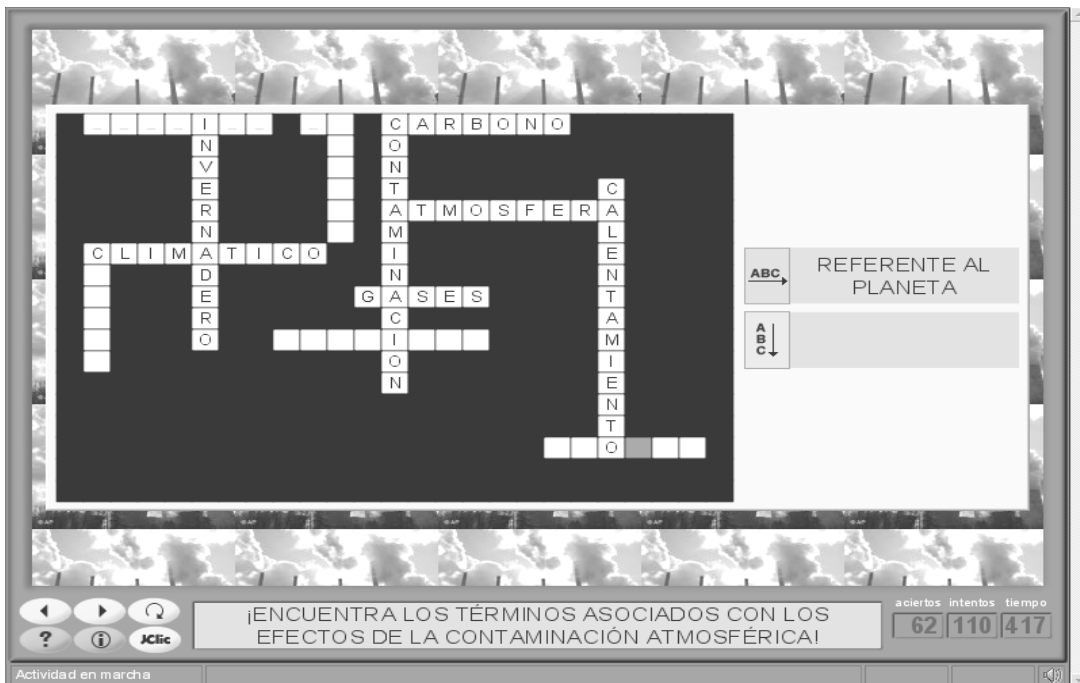 I
CARBONO
INVERNADERO
CONTAMINACION
CALENTAMIENTO
ATMOSFERA
CLIMATICO
GASES
ABC
REFERENTE AL
PLANETA
A
B
C
¡ENCUENTRA LOS TÉRMINOS ASOCIADOS CON LOS
EFECTOS DE LA CONTAMINACIÓN ATMOSFÉRICA!
aciertos intentos tiempo
62 110 417
?
i
JClic
Actividad en marcha